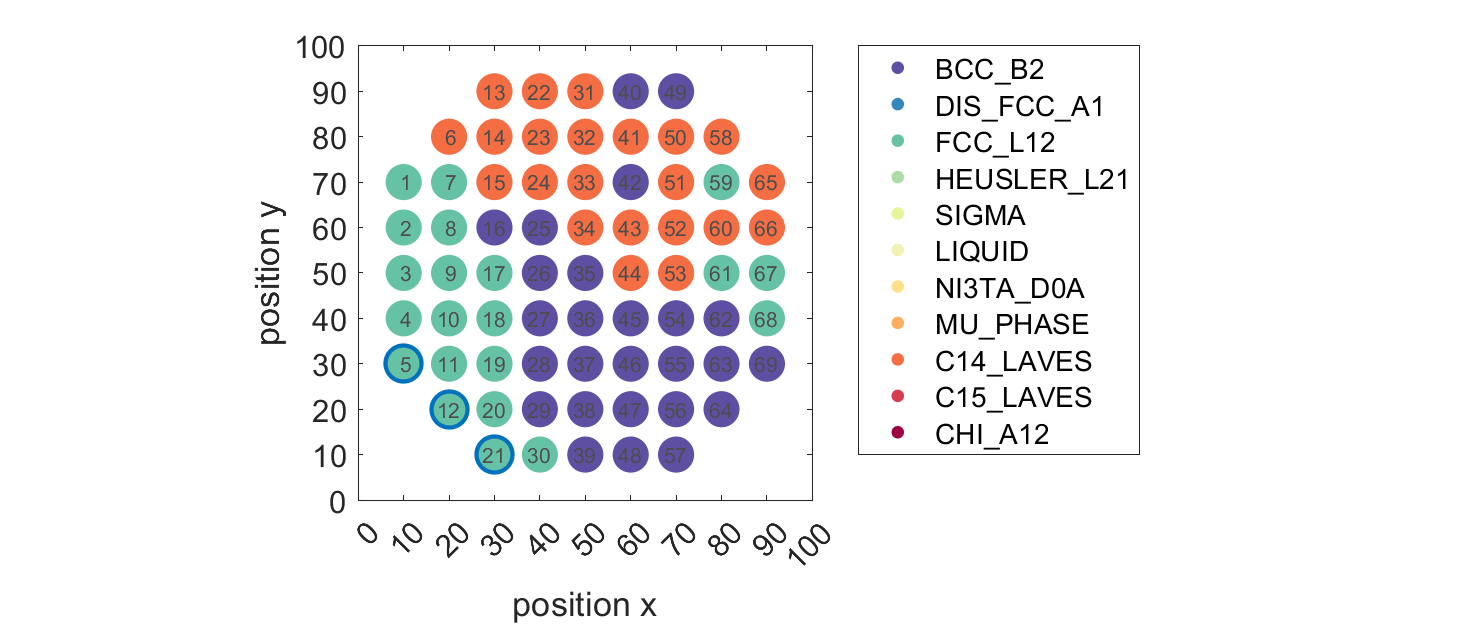 100
90
80
70
60
50
40
30
20
10
0
position y
13 22 31 40 49
6 14 23 32 41 50 58
1 7 15 24 33 42 51 59 65
2 8 16 25 34 43 52 60 66
3 9 17 26 35 44 53 61 67
4 10 18 27 36 45 54 62 68
5 11 19 28 37 46 55 63 69
12 20 29 38 47 56 64
21 30 39 48 57
0 10 20 30 40 50 60 70 80 90 100
position x
BCC_B2
DIS_FCC_A1
FCC_L12
HEUSLER_L21
SIGMA
LIQUID
NI3TA_D0A
MU_PHASE
C14_LAVES
C15_LAVES
CHI_A12